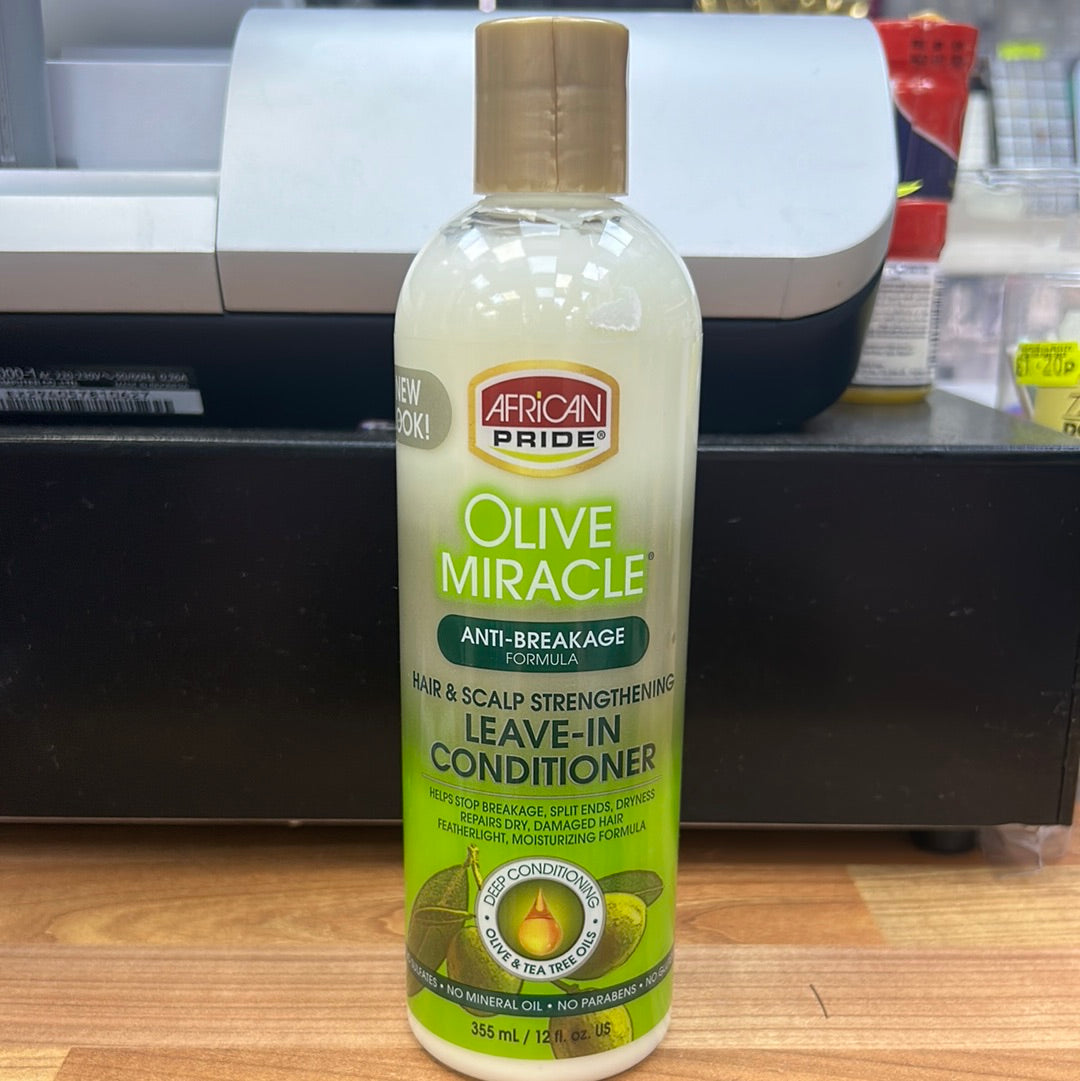 NEW
AFRICAN
PRIDE®
OLIVE
MIRACLE®
ANTI-BREAKAGE
FORMULA
HAIR & SCALP STRENGTHENING
LEAVE-IN
CONDITIONER
HELPS STOP BREAKAGE, SPLIT ENDS, DRYNESS
REPAIRS DRY, DAMAGED HAIR
FEATHERLIGHT, MOISTURIZING FORMULA
DEEP CONDITIONING
• OLIVE & TEA TREE OILS •
• NO MINERAL OIL • NO PARABENS • NO
355 mL / 12 fl. oz. US